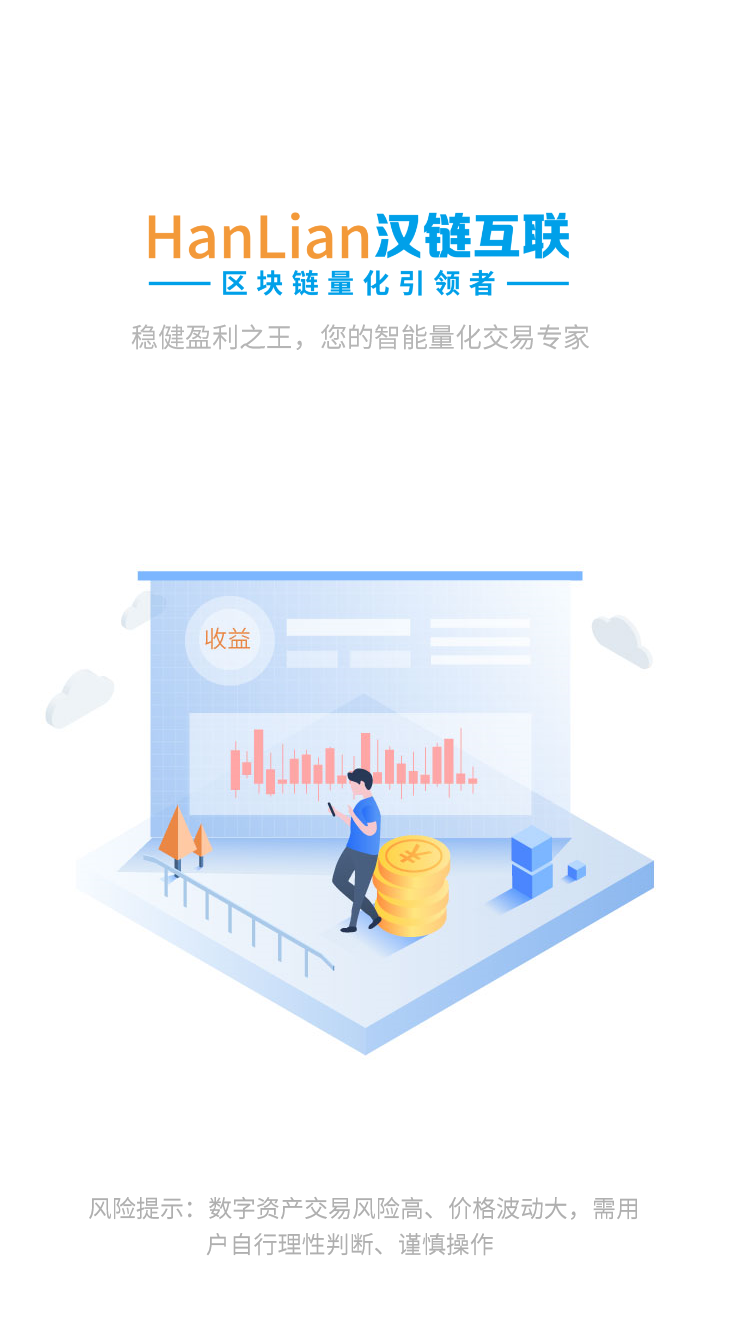 HanLian汉链互联
区块链量化引领者
稳健盈利之王，您的智能量化交易专家
收益
风险提示：数字资产交易风险高、价格波动大，需用
户自行理性判断、谨慎操作